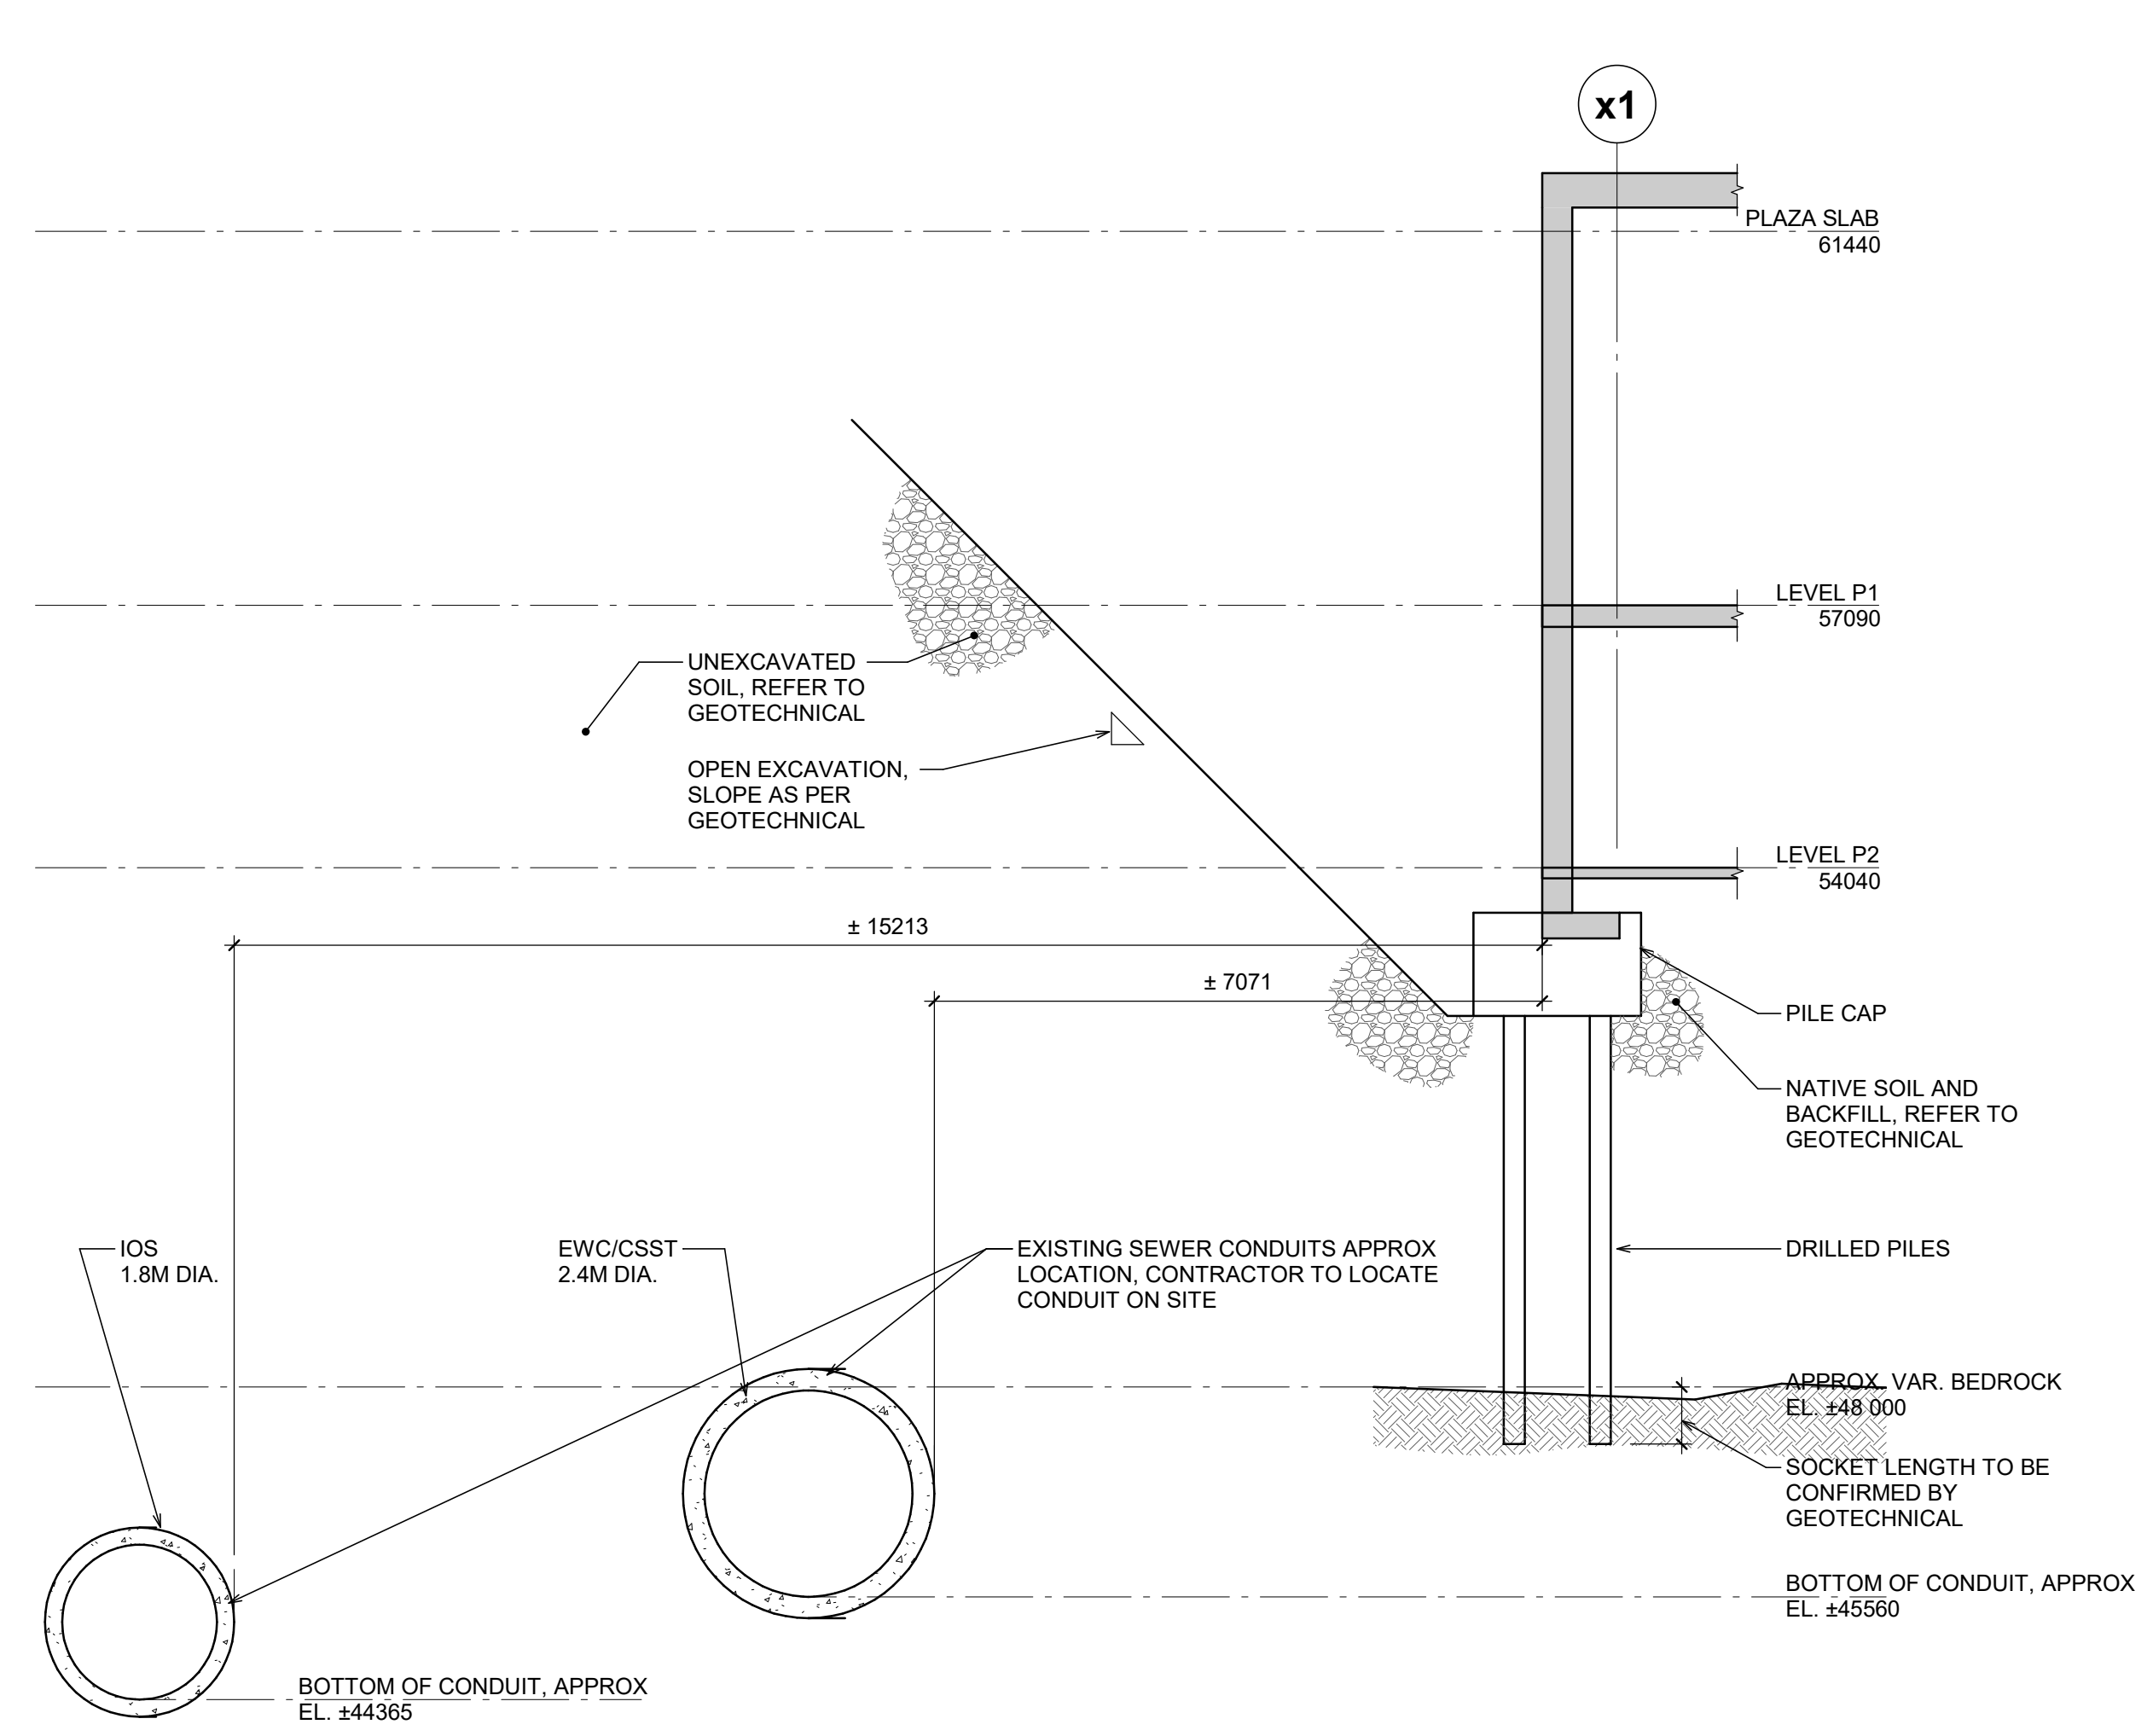 x1
PLAZA SLAB
61440
LEVEL P1
57090
UNEXCAVATED
SOIL, REFER TO
GEOTECHNICAL
OPEN EXCAVATION,
SLOPE AS PER
GEOTECHNICAL
LEVEL P2
54040
± 15213
± 7071
PILE CAP
NATIVE SOIL AND
BACKFILL, REFER TO
GEOTECHNICAL
IOS
1.8M DIA.
EWC/CSST
2.4M DIA.
EXISTING SEWER CONDUITS APPROX
LOCATION, CONTRACTOR TO LOCATE
CONDUIT ON SITE
DRILLED PILES
APPROX. VAR. BEDROCK
EL. ±48 000
SOCKET LENGTH TO BE
CONFIRMED BY
GEOTECHNICAL
BOTTOM OF CONDUIT, APPROX
EL. ±45560
BOTTOM OF CONDUIT, APPROX
EL. ±44365